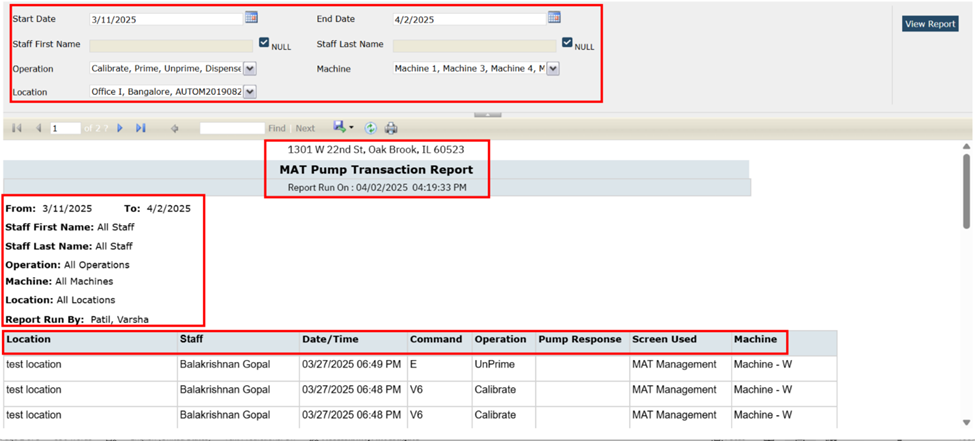 Start Date 3/11/2025 End Date 4/2/2025
View Report
Staff First Name NULL Staff Last Name NULL
Operation Calibrate, Prime, Unprime, Dispense Machine Machine 1, Machine 3, Machine 4, M
Location Office I, Bangalore, AUTOM2019082
1 of 2 ? Find | Next
1301 W 22nd St, Oak Brook, IL 60523
MAT Pump Transaction Report
Report Run On : 04/02/2025 04:19:33 PM
From: 3/11/2025 To: 4/2/2025
Staff First Name: All Staff
Staff Last Name: All Staff
Operation: All Operations
Machine: All Machines
Location: All Locations
Report Run By: Patil, Varsha
Location Staff Date/Time Command Operation Pump Response Screen Used Machine
test location Balakrishnan Gopal 03/27/2025 06:49 PM E UnPrime MAT Management Machine - W
test location Balakrishnan Gopal 03/27/2025 06:48 PM V6 Calibrate MAT Management Machine - W
test location Balakrishnan Gopal 03/27/2025 06:48 PM V6 Calibrate MAT Management Machine - W